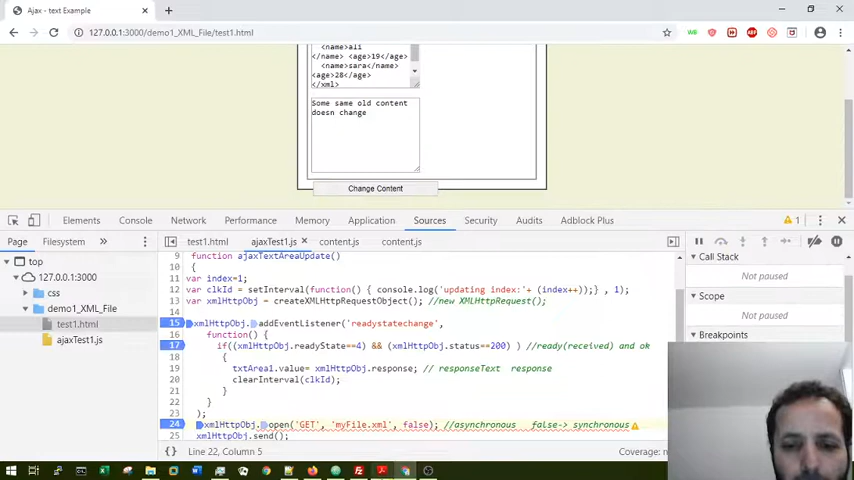 Ajax - text Example
127.0.0.1:3000/demo1_XML_File/test1.html
<name>ali
</name> <age>19</age>
<name>sara</name>
<age>28</age>
</xml>
Some same old content
doesn change
Change Content
Elements Console Network Performance Memory Application Sources Security Audits Adblock Plus 1
Page Filesystem » test1.html ajaxTest1.js × content.js content.js
top
127.0.0.1:3000
css
demo1_XML_File
test1.html
ajaxTest1.js
9 function ajaxTextAreaUpdate()
10 {
11 var index=1;
12 var clkId = setInterval(function() { console.log('updating index:'+ (index++));} , 1);
13 var xmlHttpObj = createXMLHttpRequestObject(); //new XMLHttpRequest();
15 xmlHttpObj.addEventListener('readystatechange',
16 function() {
17 if((xmlHttpObj.readyState==4) && (xmlHttpObj.status==200) ) //ready(received) and ok
18 {
19 txtArea1.value= xmlHttpObj.response; // responseText response
20 clearInterval(clkId);
21 }
22 }
23 );
24 xmlHttpObj.open('GET', 'myFile.xml', false); //asynchronous false-> synchronous
25 xmlHttpObj.send();
{} Line 22, Column 5
Coverage: n
Call Stack
Not paused
Scope
Not paused
Breakpoints